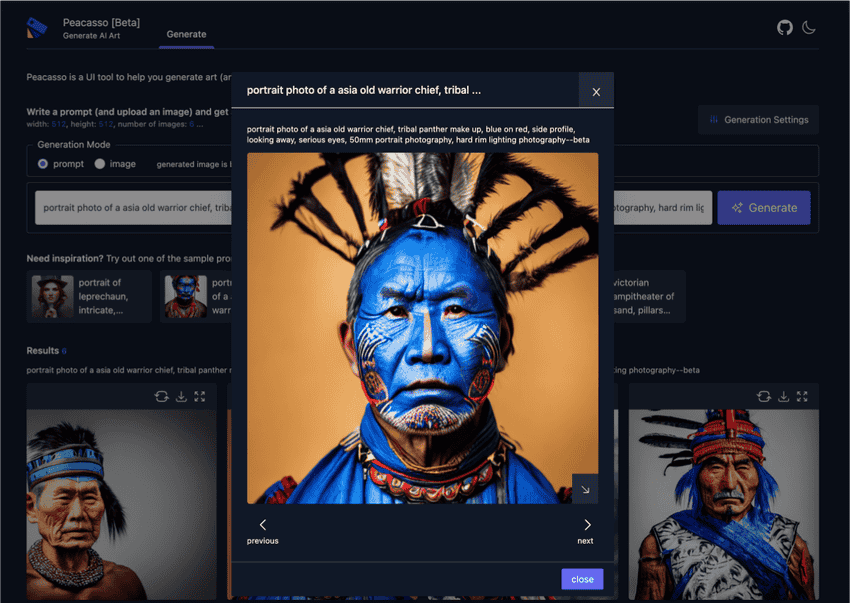 Peacasso [Beta]
Generate AI Art
Generate
Peacasso is a UI tool to help you generate art (an
Write a prompt (and upload an image) and get
width: 512, height: 512, number of images: 6 ...
Generation Settings
Generation Mode
prompt
image
generated image is b
portrait photo of a asia old warrior chief, triba
tography, hard rim lig
Generate
Need inspiration? Try out one of the sample pro
portrait of
leprechaun,
intricate,...
portr
of a
warr
victorian
ampitheater of
sand, pillars...
Results 6
portrait photo of a asia old warrior chief, tribal panther
ing photography--beta
portrait photo of a asia old warrior chief, tribal ...
portrait photo of a asia old warrior chief, tribal panther make up, blue on red, side profile,
looking away, serious eyes, 50mm portrait photography, hard rim lighting photography--beta
previous
next
close